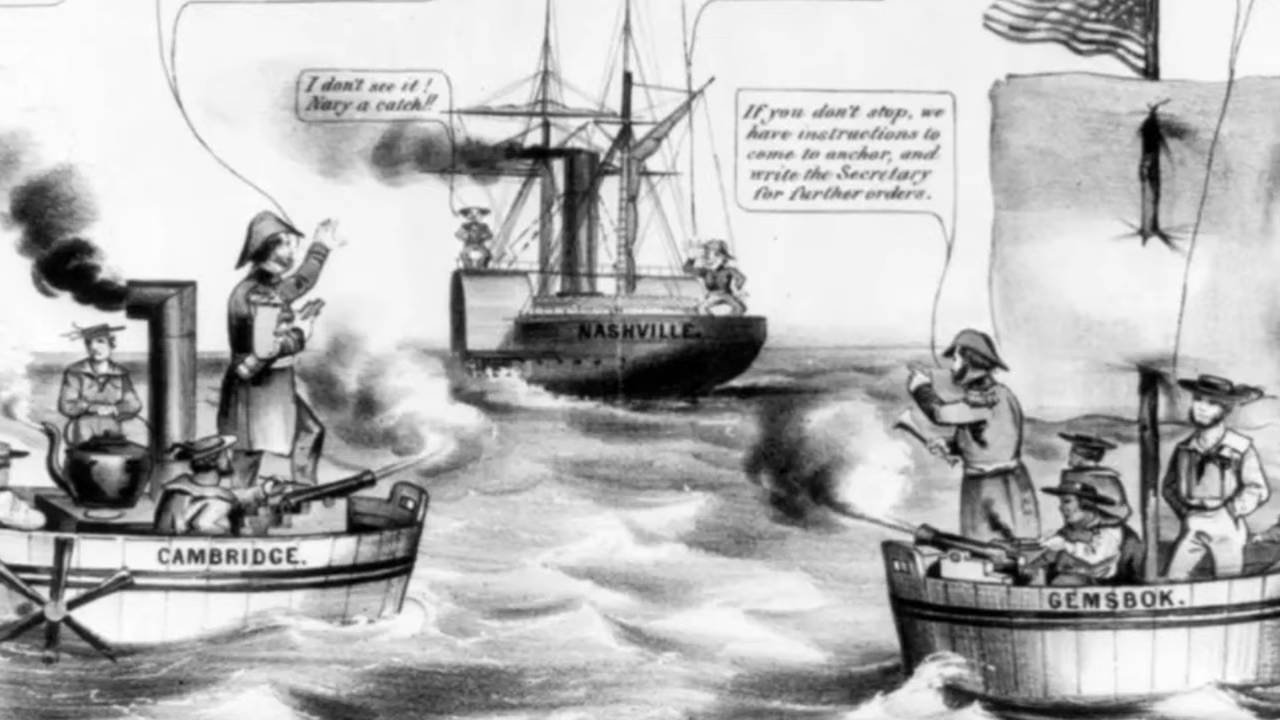 I don't see it!
Nary a catch!!
If you don't stop, we
have instructions to
come to anchor, and
write the Secretary
for further orders.
NASHVILLE.
CAMBRIDGE.
GEMSBOK.